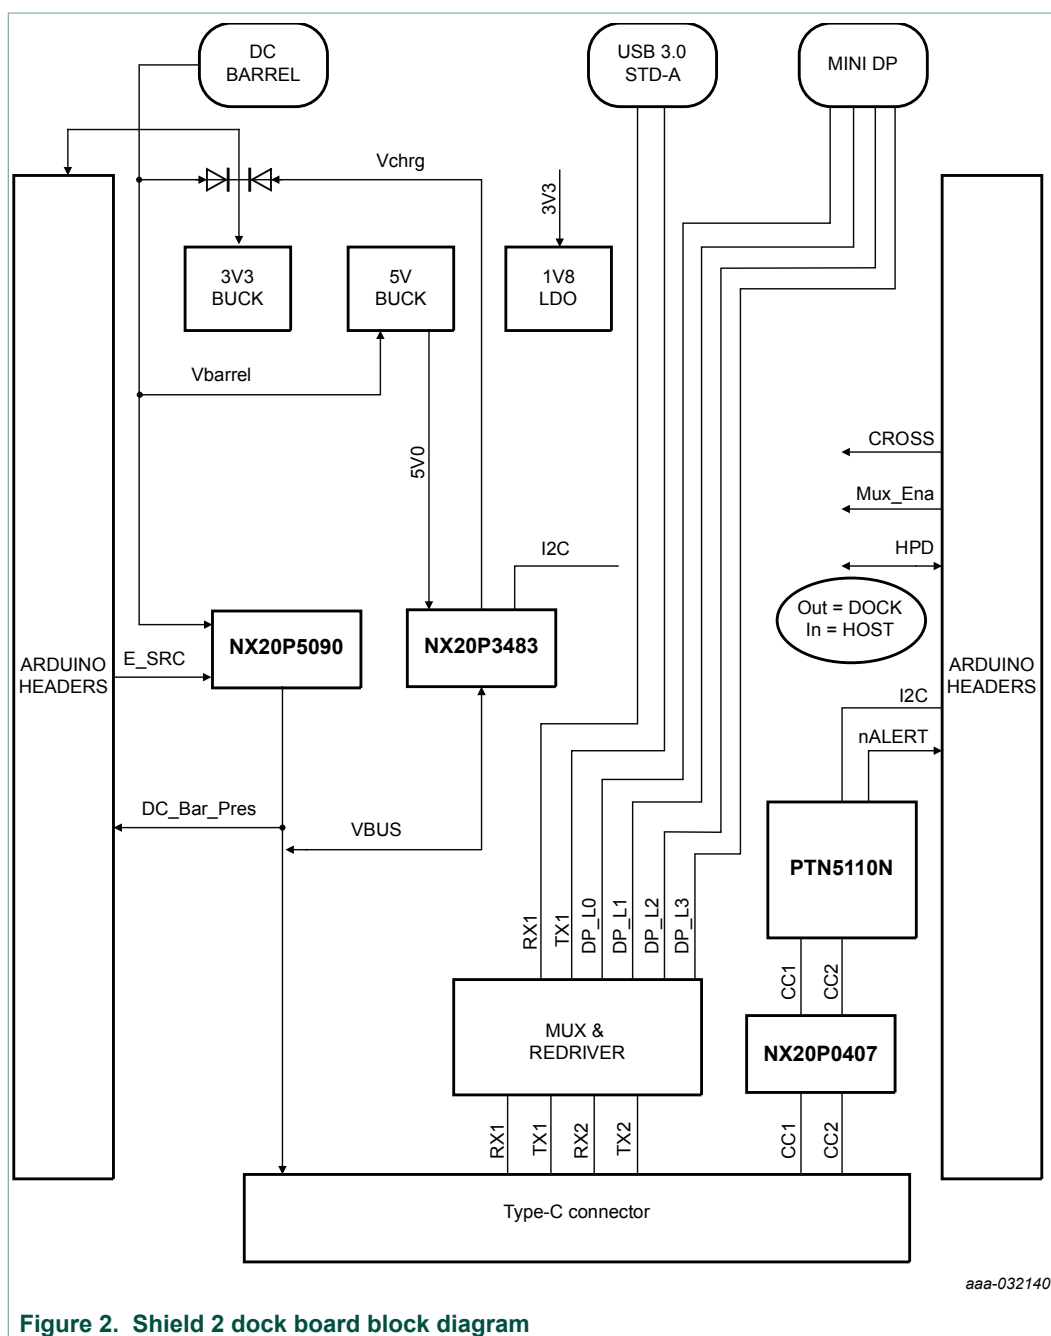 DC
BARREL
USB 3.0
STD-A
MINI DP
Vchrg
3V3
3V3
BUCK
5V
BUCK
1V8
LDO
Vbarrel
5V0
CROSS
Mux_Ena
I2C
HPD
Out = DOCK
In = HOST
NX20P5090
NX20P3483
ARDUINO
HEADERS
E_SRC
ARDUINO
HEADERS
I2C
nALERT
DC_Bar_Pres
VBUS
PTN5110N
RX1
TX1
DP_L0
DP_L1
DP_L2
DP_L3
CC1
CC2
MUX &
REDRIVER
NX20P0407
RX1
TX1
RX2
TX2
CC1
CC2
Type-C connector
aaa-032140
Figure 2. Shield 2 dock board block diagram